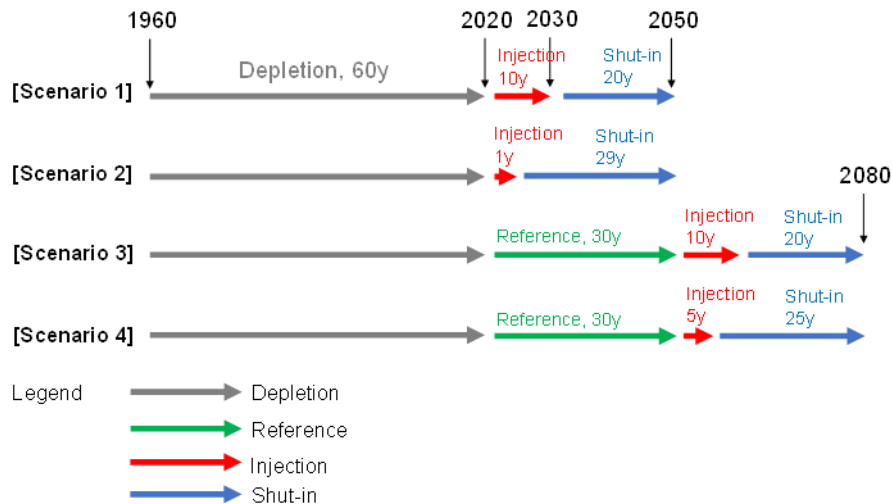 1960
2020
2030
2050
Depletion, 60y
Injection
10y
Shut-in
20y
[Scenario 1]
Injection
1y
Shut-in
29y
[Scenario 2]
2080
Reference, 30y
Injection
10y
Shut-in
20y
[Scenario 3]
Reference, 30y
Injection
5y
Shut-in
25y
[Scenario 4]
Legend
Depletion
Reference
Injection
Shut-in